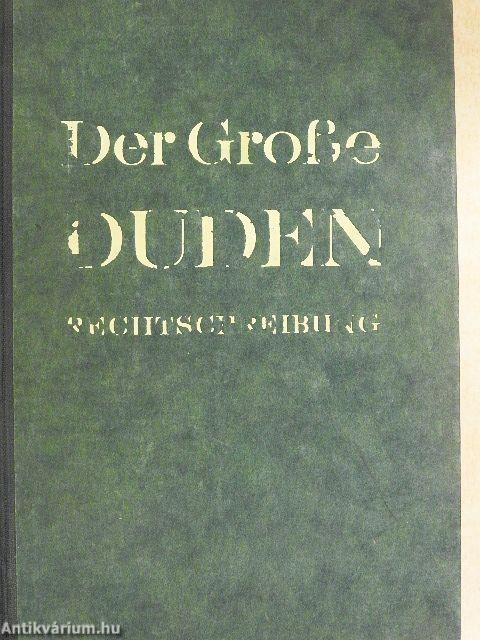 Der Große
DUDEN
RECHTSCHREIBUNG
Antikvárium.hu